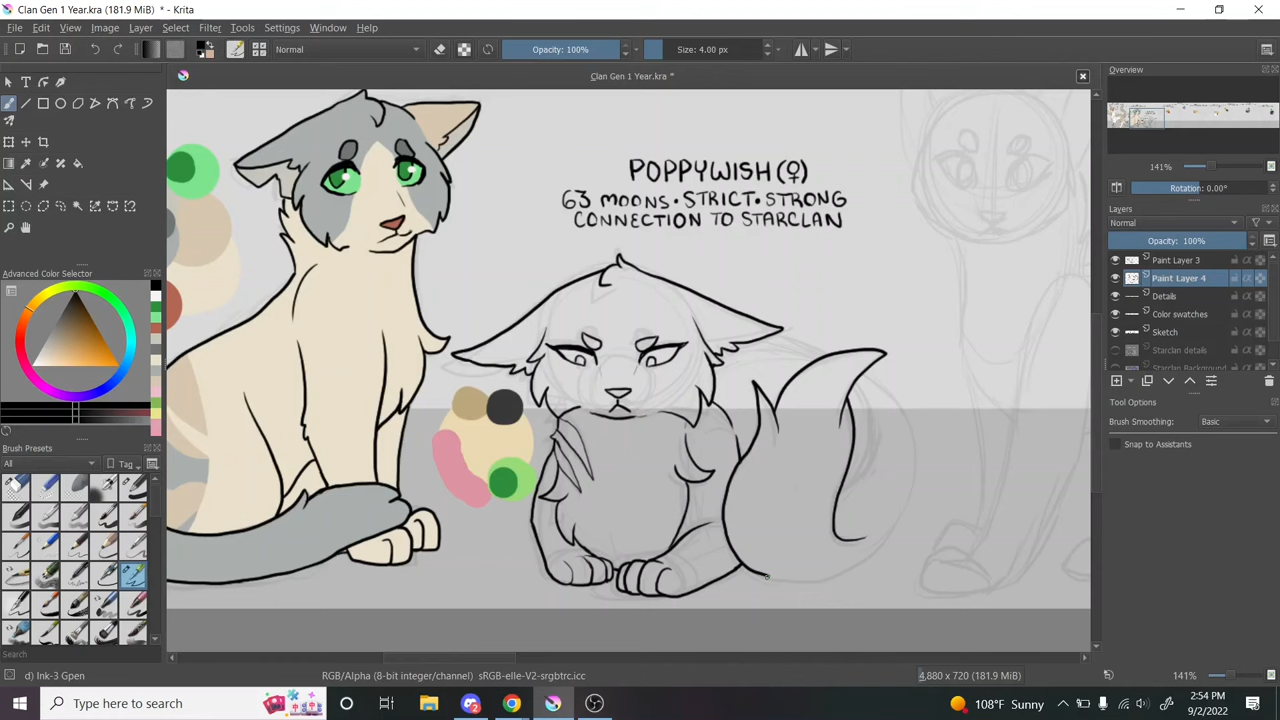 Clan Gen 1 Year.kra (181.9 MiB) * - Krita
File Edit View Image Layer Select Filter Tools Settings Window Help
Normal Opacity: 100% Size: 4.00 px
Clan Gen 1 Year.kra *
Overview
141%
Rotation: 0.00°
Layers
Normal
Opacity: 100%
Paint Layer 3
Paint Layer 4
Details
Color swatches
Sketch
Starclan details
Starclan Background
Tool Options
Brush Smoothing: Basic
Snap to Assistants
Advanced Color Selector
Brush Presets
All Tag
Search
POPPYWISH (♀)
63 MOONS • STRICT • STRONG
CONNECTION TO STARCLAN
d) Ink-3 Gpen RGB/Alpha (8-bit integer/channel) sRGB-elle-V2-srgbtrc.icc 4,880 x 720 (181.9 MiB) 141%
Type here to search
108°F Sunny
2:54 PM
9/2/2022